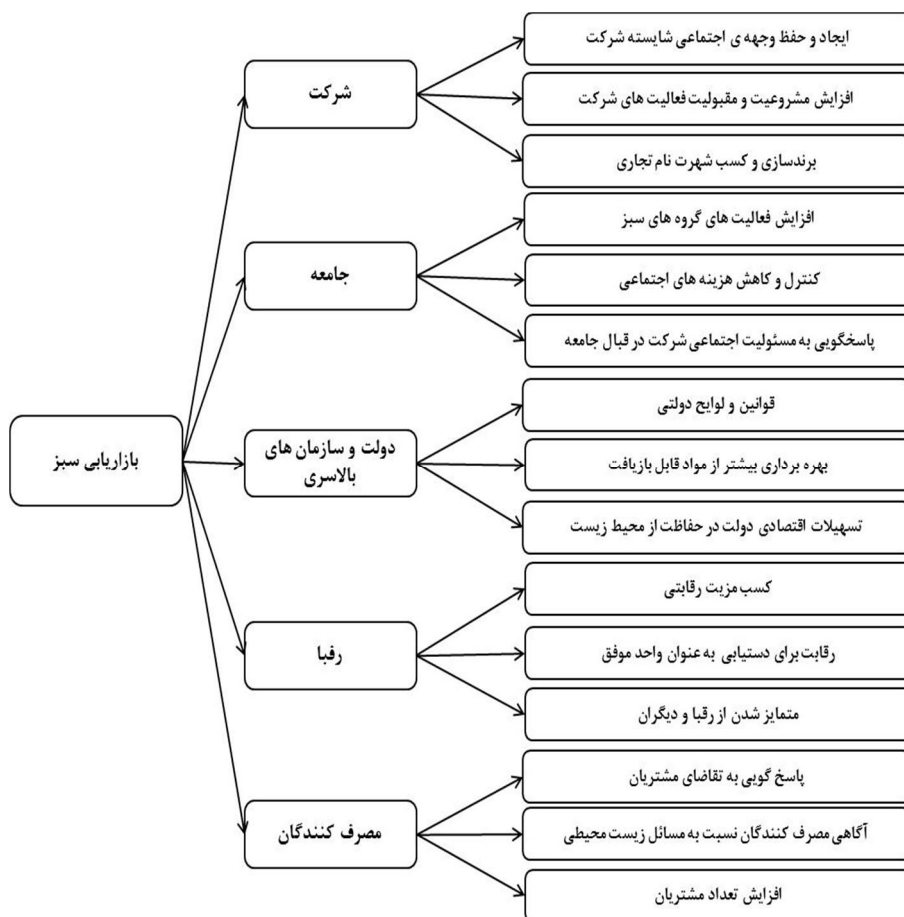 بازاریابی سبز
شرکت
ایجاد و حفظ وجهه ی اجتماعی شایسته شرکت
افزایش مشروعیت و مقبولیت فعالیت های شرکت
برندسازی و کسب شهرت نام تجاری
جامعه
افزایش فعالیت های گروه های سبز
کنترل و کاهش هزینه های اجتماعی
پاسخگویی به مسئولیت اجتماعی شرکت در قبال جامعه
دولت و سازمان های
بالاسری
قوانین و لوایح دولتی
بهره برداری بیشتر از مواد قابل بازیافت
تسهیلات اقتصادی دولت در حفاظت از محیط زیست
رقبا
کسب مزیت رقابتی
رقابت برای دستیابی به عنوان واحد موفق
متمایز شدن از رقبا و دیگران
مصرف کنندگان
پاسخ گویی به تقاضای مشتریان
آگاهی مصرف کنندگان نسبت به مسائل زیست محیطی
افزایش تعداد مشتریان